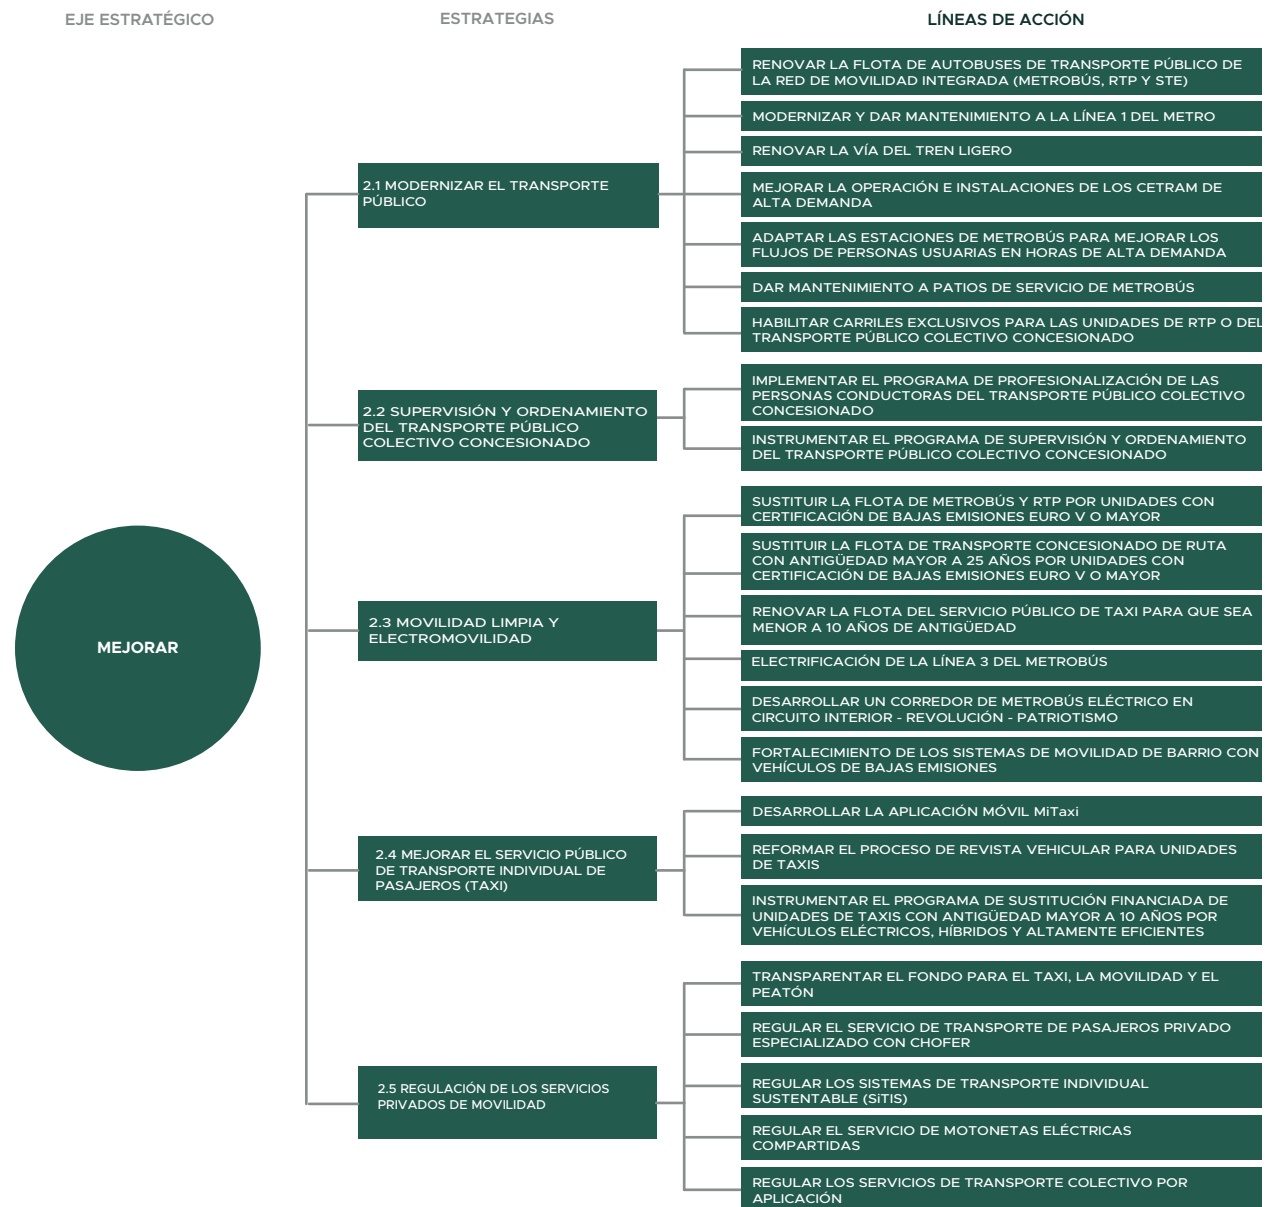 EJE ESTRATÉGICO
ESTRATEGIAS
LÍNEAS DE ACCIÓN
MEJORAR
2.1 MODERNIZAR EL TRANSPORTE
PÚBLICO
RENOVAR LA FLOTA DE AUTOBUSES DE TRANSPORTE PÚBLICO DE
LA RED DE MOVILIDAD INTEGRADA (METROBÚS, RTP Y STE)
MODERNIZAR Y DAR MANTENIMIENTO A LA LÍNEA 1 DEL METRO
RENOVAR LA VÍA DEL TREN LIGERO
MEJORAR LA OPERACIÓN E INSTALACIONES DE LOS CETRAM DE
ALTA DEMANDA
ADAPTAR LAS ESTACIONES DE METROBÚS PARA MEJORAR LOS
FLUJOS DE PERSONAS USUARIAS EN HORAS DE ALTA DEMANDA
DAR MANTENIMIENTO A PATIOS DE SERVICIO DE METROBÚS
HABILITAR CARRILES EXCLUSIVOS PARA LAS UNIDADES DE RTP O DEL
TRANSPORTE PÚBLICO COLECTIVO CONCESIONADO
2.2 SUPERVISIÓN Y ORDENAMIENTO
DEL TRANSPORTE PÚBLICO
COLECTIVO CONCESIONADO
IMPLEMENTAR EL PROGRAMA DE PROFESIONALIZACIÓN DE LAS
PERSONAS CONDUCTORAS DEL TRANSPORTE PÚBLICO COLECTIVO
CONCESIONADO
INSTRUMENTAR EL PROGRAMA DE SUPERVISIÓN Y ORDENAMIENTO
DEL TRANSPORTE PÚBLICO COLECTIVO CONCESIONADO
2.3 MOVILIDAD LIMPIA Y
ELECTROMOVILIDAD
SUSTITUIR LA FLOTA DE METROBÚS Y RTP POR UNIDADES CON
CERTIFICACIÓN DE BAJAS EMISIONES EURO V O MAYOR
SUSTITUIR LA FLOTA DE TRANSPORTE CONCESIONADO DE RUTA
CON ANTIGÜEDAD MAYOR A 25 AÑOS POR UNIDADES CON
CERTIFICACIÓN DE BAJAS EMISIONES EURO V O MAYOR
RENOVAR LA FLOTA DEL SERVICIO PÚBLICO DE TAXI PARA QUE SEA
MENOR A 10 AÑOS DE ANTIGÜEDAD
ELECTRIFICACIÓN DE LA LÍNEA 3 DEL METROBÚS
DESARROLLAR UN CORREDOR DE METROBÚS ELÉCTRICO EN
CIRCUITO INTERIOR - REVOLUCIÓN - PATRIOTISMO
FORTALECIMIENTO DE LOS SISTEMAS DE MOVILIDAD DE BARRIO CON
VEHÍCULOS DE BAJAS EMISIONES
2.4 MEJORAR EL SERVICIO PÚBLICO
DE TRANSPORTE INDIVIDUAL DE
PASAJEROS (TAXI)
DESARROLLAR LA APLICACIÓN MÓVIL MiTaxi
REFORMAR EL PROCESO DE REVISTA VEHICULAR PARA UNIDADES
DE TAXIS
INSTRUMENTAR EL PROGRAMA DE SUSTITUCIÓN FINANCIADA DE
UNIDADES DE TAXIS CON ANTIGÜEDAD MAYOR A 10 AÑOS POR
VEHÍCULOS ELÉCTRICOS, HÍBRIDOS Y ALTAMENTE EFICIENTES
2.5 REGULACIÓN DE LOS SERVICIOS
PRIVADOS DE MOVILIDAD
TRANSPARENTAR EL FONDO PARA EL TAXI, LA MOVILIDAD Y EL
PEATÓN
REGULAR EL SERVICIO DE TRANSPORTE DE PASAJEROS PRIVADO
ESPECIALIZADO CON CHOFER
REGULAR LOS SISTEMAS DE TRANSPORTE INDIVIDUAL
SUSTENTABLE (SiTIS)
REGULAR EL SERVICIO DE MOTONETAS ELÉCTRICAS
COMPARTIDAS
REGULAR LOS SERVICIOS DE TRANSPORTE COLECTIVO POR
APLICACIÓN